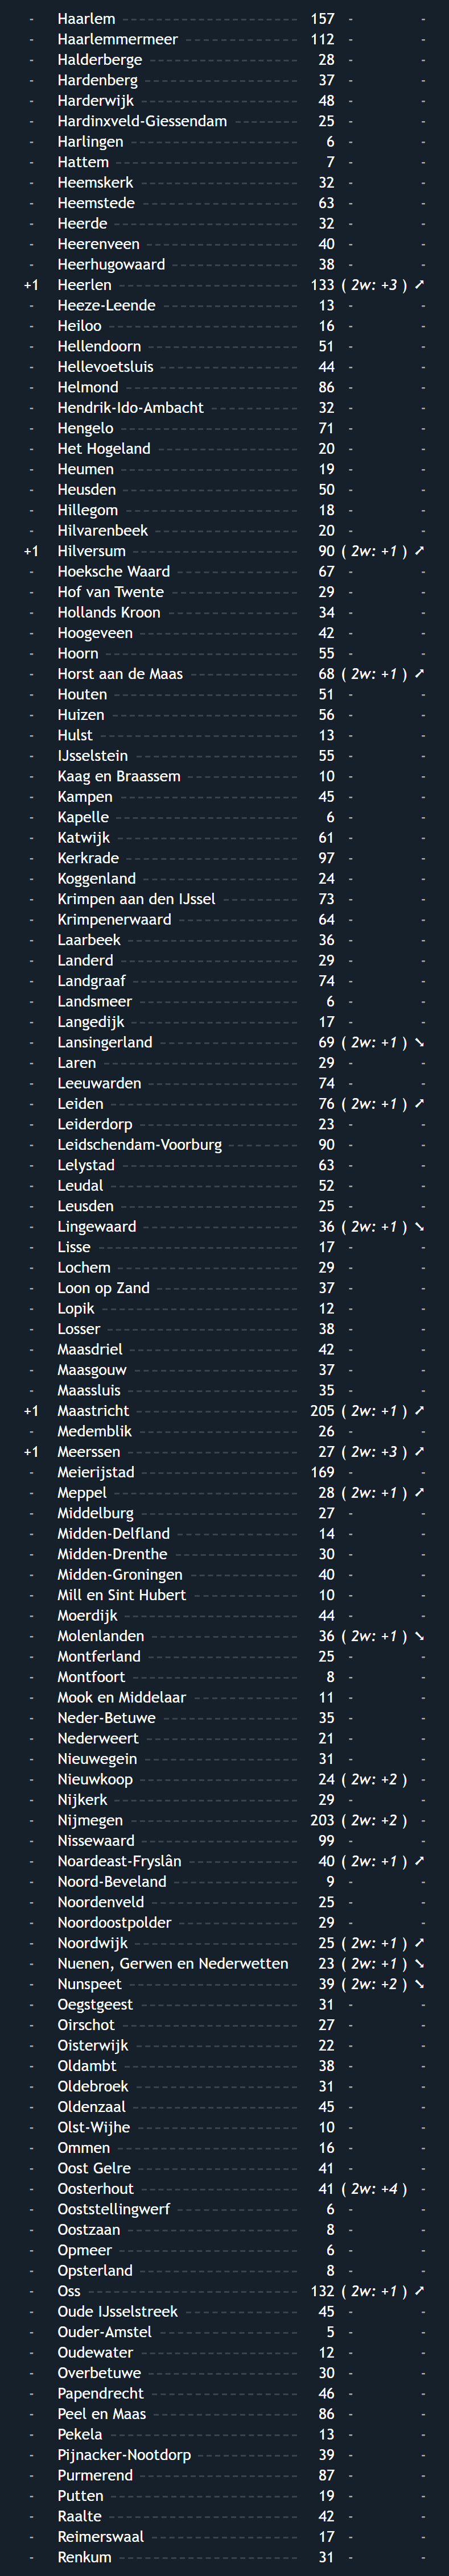 - Haarlem 157 - -
- Haarlemmermeer 112 - -
- Halderberge 28 - -
- Hardenberg 37 - -
- Harderwijk 48 - -
- Hardinxveld-Giessendam 25 - -
- Harlingen 6 - -
- Hattem 7 - -
- Heemskerk 32 - -
- Heemstede 63 - -
- Heerde 32 - -
- Heerenveen 40 - -
- Heerhugowaard 38 - -
+1 Heerlen 133 ( 2w: +3 ) ↗
- Heeze-Leende 13 - -
- Heiloo 16 - -
- Hellendoorn 51 - -
- Hellevoetsluis 44 - -
- Helmond 86 - -
- Hendrik-Ido-Ambacht 32 - -
- Hengelo 71 - -
- Het Hogeland 20 - -
- Heumen 19 - -
- Heusden 50 - -
- Hillegom 18 - -
- Hilvarenbeek 20 - -
+1 Hilversum 90 ( 2w: +1 ) ↗
- Hoeksche Waard 67 - -
- Hof van Twente 29 - -
- Hollands Kroon 34 - -
- Hoogeveen 42 - -
- Hoorn 55 - -
- Horst aan de Maas 68 ( 2w: +1 ) ↗
- Houten 51 - -
- Huizen 56 - -
- Hulst 13 - -
- IJsselstein 55 - -
- Kaag en Braassem 10 - -
- Kampen 45 - -
- Kapelle 6 - -
- Katwijk 61 - -
- Kerkrade 97 - -
- Koggenland 24 - -
- Krimpen aan den IJssel 73 - -
- Krimpenerwaard 64 - -
- Laarbeek 36 - -
- Landerd 29 - -
- Landgraaf 74 - -
- Landsmeer 6 - -
- Langedijk 17 - -
- Lansingerland 69 ( 2w: +1 ) ↘
- Laren 29 - -
- Leeuwarden 74 - -
- Leiden 76 ( 2w: +1 ) ↗
- Leiderdorp 23 - -
- Leidschendam-Voorburg 90 - -
- Lelystad 63 - -
- Leudal 52 - -
- Leusden 25 - -
- Lingewaard 36 ( 2w: +1 ) ↘
- Lisse 17 - -
- Lochem 29 - -
- Loon op Zand 37 - -
- Lopik 12 - -
- Losser 38 - -
- Maasdriel 42 - -
- Maasgouw 37 - -
- Maassluis 35 - -
+1 Maastricht 205 ( 2w: +1 ) ↗
- Medemblik 26 - -
+1 Meerssen 27 ( 2w: +3 ) ↗
- Meierijstad 169 - -
- Meppel 28 ( 2w: +1 ) ↗
- Middelburg 27 - -
- Midden-Delfland 14 - -
- Midden-Drenthe 30 - -
- Midden-Groningen 40 - -
- Mill en Sint Hubert 10 - -
- Moerdijk 44 - -
- Molenlanden 36 ( 2w: +1 ) ↘
- Montferland 25 - -
- Montfoort 8 - -
- Mook en Middelaar 11 - -
- Neder-Betuwe 35 - -
- Nederweert 21 - -
- Nieuwegein 31 - -
- Nieuwkoop 24 ( 2w: +2 ) -
- Nijkerk 29 - -
- Nijmegen 203 ( 2w: +2 ) -
- Nissewaard 99 - -
- Noardeast-Fryslân 40 ( 2w: +1 ) ↗
- Noord-Beveland 9 - -
- Noordenveld 25 - -
- Noordoostpolder 29 - -
- Noordwijk 25 ( 2w: +1 ) ↗
- Nuenen, Gerwen en Nederwetten 23 ( 2w: +1 ) ↘
- Nunspeet 39 ( 2w: +2 ) ↘
- Oegstgeest 31 - -
- Oirschot 27 - -
- Oisterwijk 22 - -
- Oldambt 38 - -
- Oldebroek 31 - -
- Oldenzaal 45 - -
- Olst-Wijhe 10 - -
- Ommen 16 - -
- Oost Gelre 41 - -
- Oosterhout 41 ( 2w: +4 ) -
- Ooststellingwerf 6 - -
- Oostzaan 8 - -
- Opmeer 6 - -
- Opsterland 8 - -
- Oss 132 ( 2w: +1 ) ↗
- Oude IJsselstreek 45 - -
- Ouder-Amstel 5 - -
- Oudewater 12 - -
- Overbetuwe 30 - -
- Papendrecht 46 - -
- Peel en Maas 86 - -
- Pekela 13 - -
- Pijnacker-Nootdorp 39 - -
- Purmerend 87 - -
- Putten 19 - -
- Raalte 42 - -
- Reimerswaal 17 - -
- Renkum 31 - -